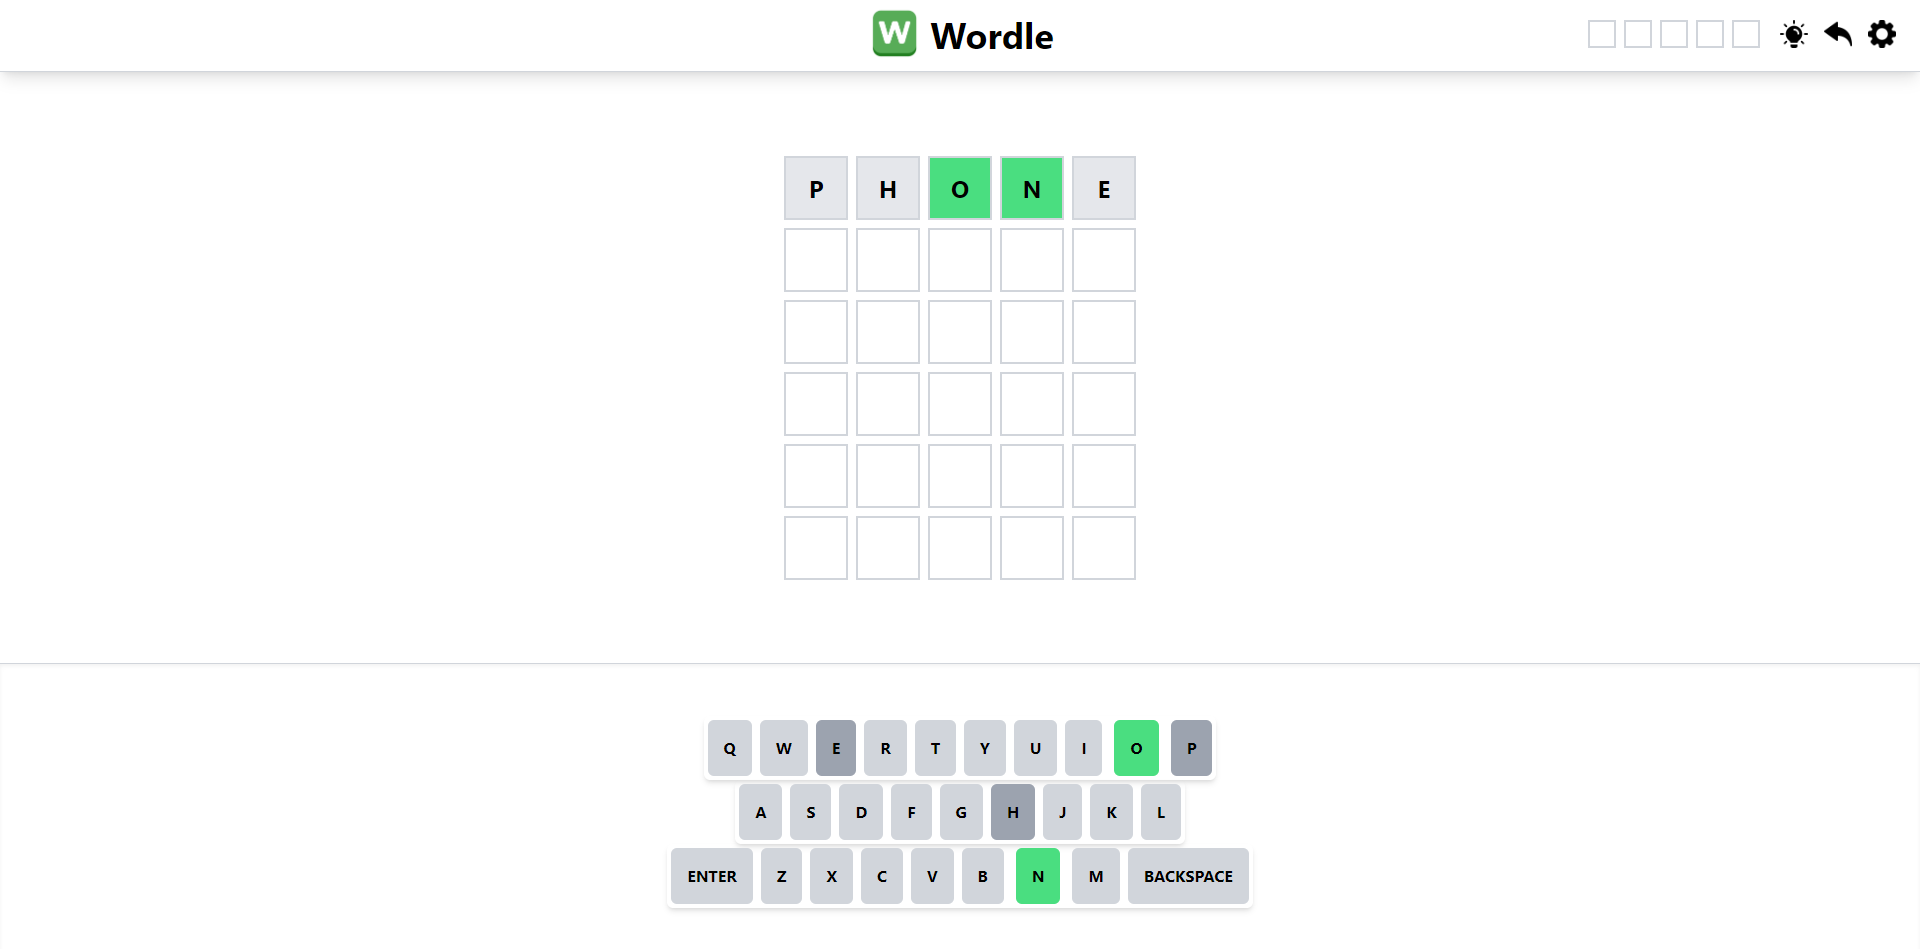 W Wordle
P H O N E
Q W E R T Y U I O P
A S D F G H J K L
ENTER Z X C V B N M BACKSPACE